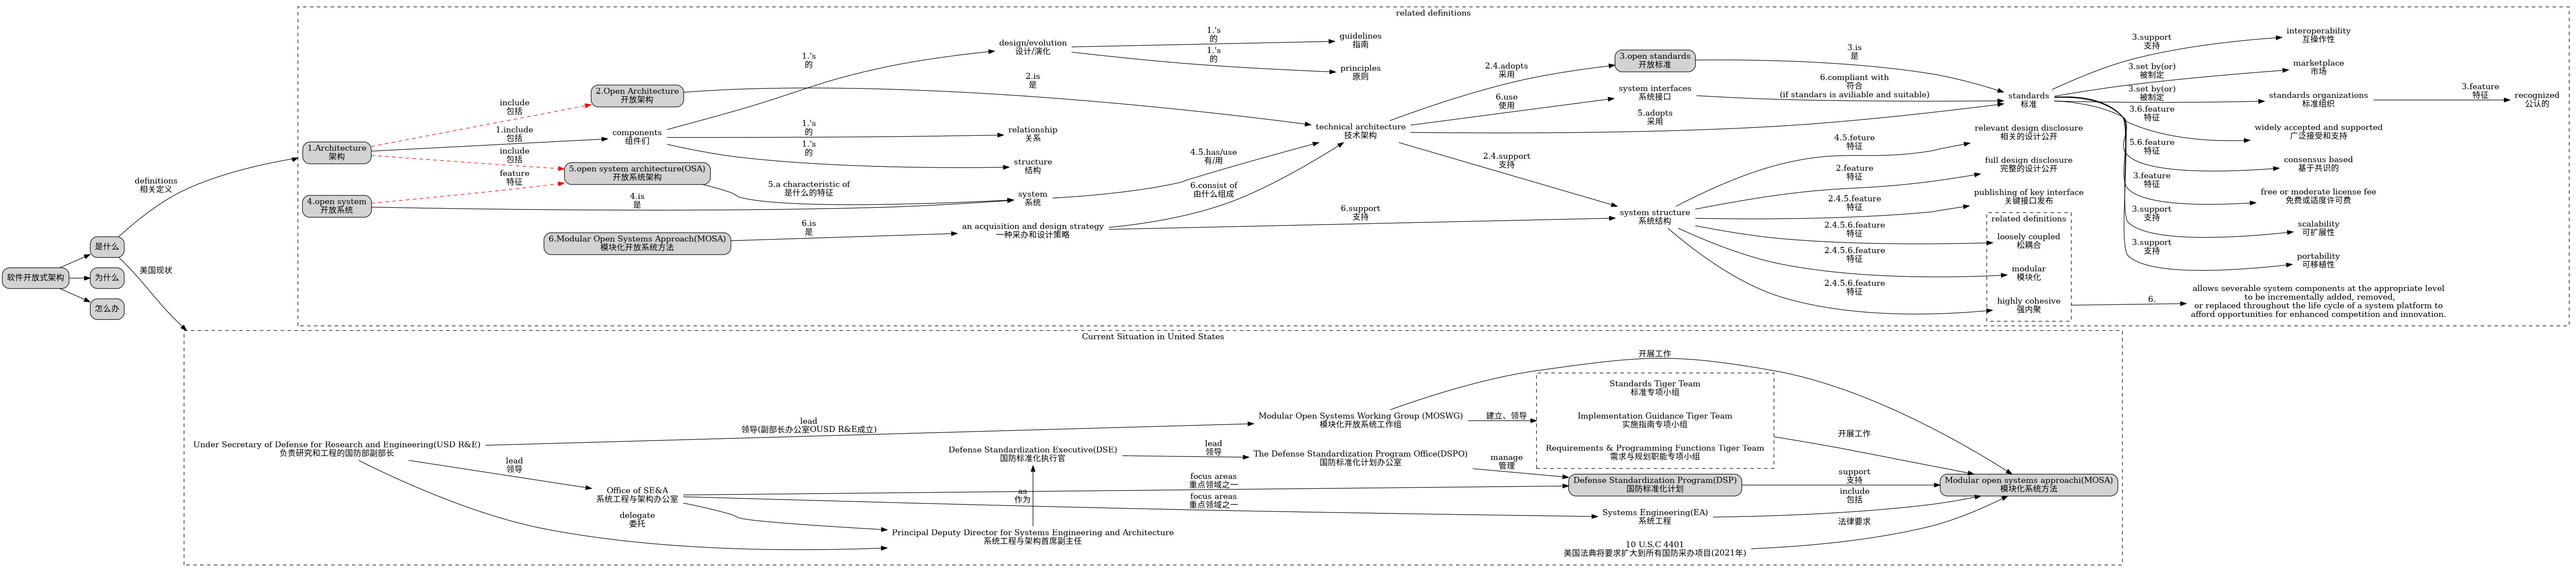 软件开放式架构
是什么
为什么
怎么办
definitions
相关定义
美国现状
related definitions
1.Architecture
架构
4.open system
开放系统
include
包括
1.include
包括
include
包括
feature
特征
2.Open Architecture
开放架构
components
组件们
5.open system architecture(OSA)
开放系统架构
4.is
是
6.Modular Open Systems Approach(MOSA)
模块化开放系统方法
1.'s
的
2.is
是
1.'s
的
1.'s
的
5.a characteristic of
是什么的特征
6.is
是
design/evolution
设计/演化
relationship
关系
structure
结构
system
系统
an acquisition and design strategy
一种采办和设计策略
1.'s
的
1.'s
的
4.5.has/use
有/用
6.consist of
由什么组成
6.support
支持
guidelines
指南
principles
原则
technical architecture
技术架构
2.4.adopts
采用
6.use
使用
5.adopts
采用
2.4.support
支持
3.open standards
开放标准
system interfaces
系统接口
system structure
系统结构
3.is
是
6.compliant with
符合
(if standars is aviliable and suitable)
4.5.feture
特征
2.feature
特征
2.4.5.feature
特征
2.4.5.6.feature
特征
2.4.5.6.feature
特征
2.4.5.6.feature
特征
standards
标准
relevant design disclosure
相关的设计公开
full design disclosure
完整的设计公开
publishing of key interface
关键接口发布
related definitions
loosely coupled
松耦合
modular
模块化
highly cohesive
强内聚
3.support
支持
3.set by(or)
被制定
3.set by(or)
被制定
3.6.feature
特征
5.6.feature
特征
3.feature
特征
3.support
支持
3.support
支持
6.
interoperability
互操作性
marketplace
市场
standards organizations
标准组织
widely accepted and supported
广泛接受和支持
consensus based
基于共识的
free or moderate license fee
免费或适度许可费
scalability
可扩展性
portability
可移植性
allows severable system components at the appropriate level
to be incrementally added, removed,
or replaced throughout the life cycle of a system platform to
afford opportunities for enhanced competition and innovation.
3.feature
特征
recognized
公认的
Current Situation in United States
Under Secretary of Defense for Research and Engineering(USD R&E)
负责研究和工程的国防部副部长
lead
领导(副部长办公室OUSD R&E成立)
lead
领导
delegate
委托
Office of SE&A
系统工程与架构办公室
Defense Standardization Executive(DSE)
国防标准化执行官
as
作为
Principal Deputy Director for Systems Engineering and Architecture
系统工程与架构首席副主任
lead
领导
focus areas
重点领域之一
focus areas
重点领域之一
Modular Open Systems Working Group (MOSWG)
模块化开放系统工作组
The Defense Standardization Program Office(DSPO)
国防标准化计划办公室
建立、领导
manage
管理
开展工作
Standards Tiger Team
标准专项小组
Implementation Guidance Tiger Team
实施指南专项小组
Requirements & Programming Functions Tiger Team
需求与规划职能专项小组
Defense Standardization Program(DSP)
国防标准化计划
Systems Engineering(EA)
系统工程
10 U.S.C 4401
美国法典将要求扩大到所有国防采办项目(2021年)
开展工作
support
支持
include
包括
法律要求
Modular open systems approachi(MOSA)
模块化系统方法